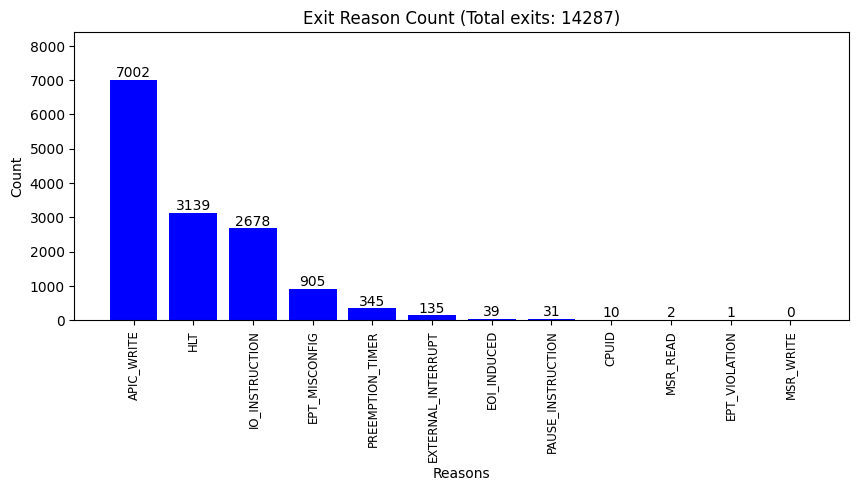 Exit Reason Count (Total exits: 14287)
8000
7000
6000
5000
4000
3000
2000
1000
0
Count
7002
3139
2678
905
345
135
39
31
10
2
1
0
APIC_WRITE
HLT
IO_INSTRUCTION
EPT_MISCONFIG
PREEMPTION_TIMER
EXTERNAL_INTERRUPT
EOI_INDUCED
PAUSE_INSTRUCTION
CPUID
MSR_READ
EPT_VIOLATION
MSR_WRITE
Reasons